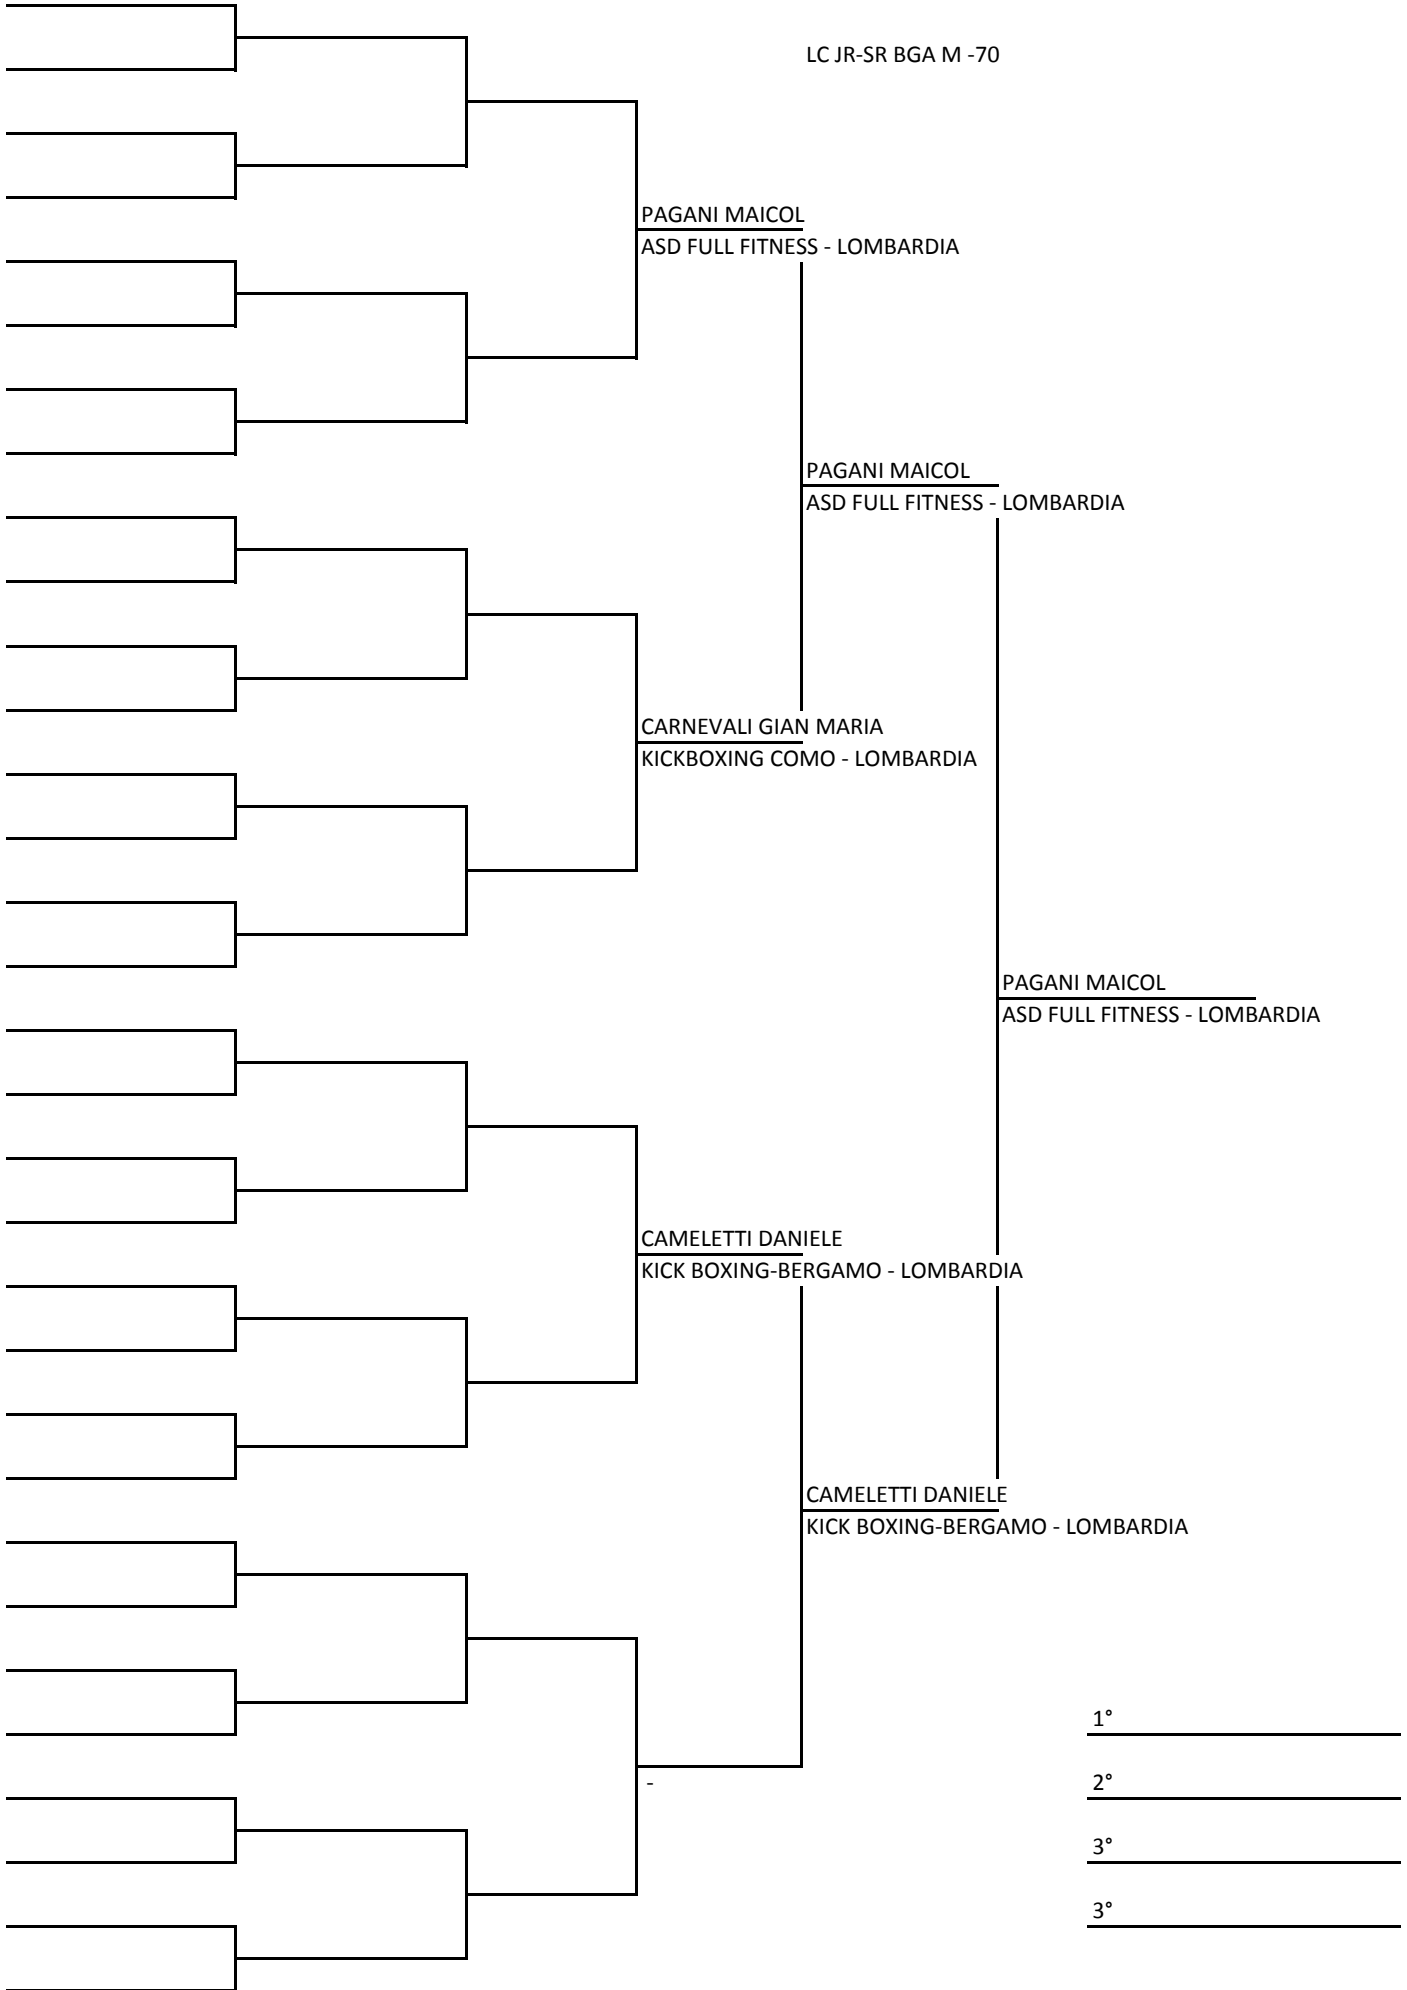 LC JR-SR BGA M -70
PAGANI MAICOL
ASD FULL FITNESS - LOMBARDIA
PAGANI MAICOL
ASD FULL FITNESS - LOMBARDIA
CARNEVALI GIAN MARIA
KICKBOXING COMO - LOMBARDIA
PAGANI MAICOL
ASD FULL FITNESS - LOMBARDIA
CAMELETTI DANIELE
KICK BOXING-BERGAMO - LOMBARDIA
CAMELETTI DANIELE
KICK BOXING-BERGAMO - LOMBARDIA
1°
-
2°
3°
3°